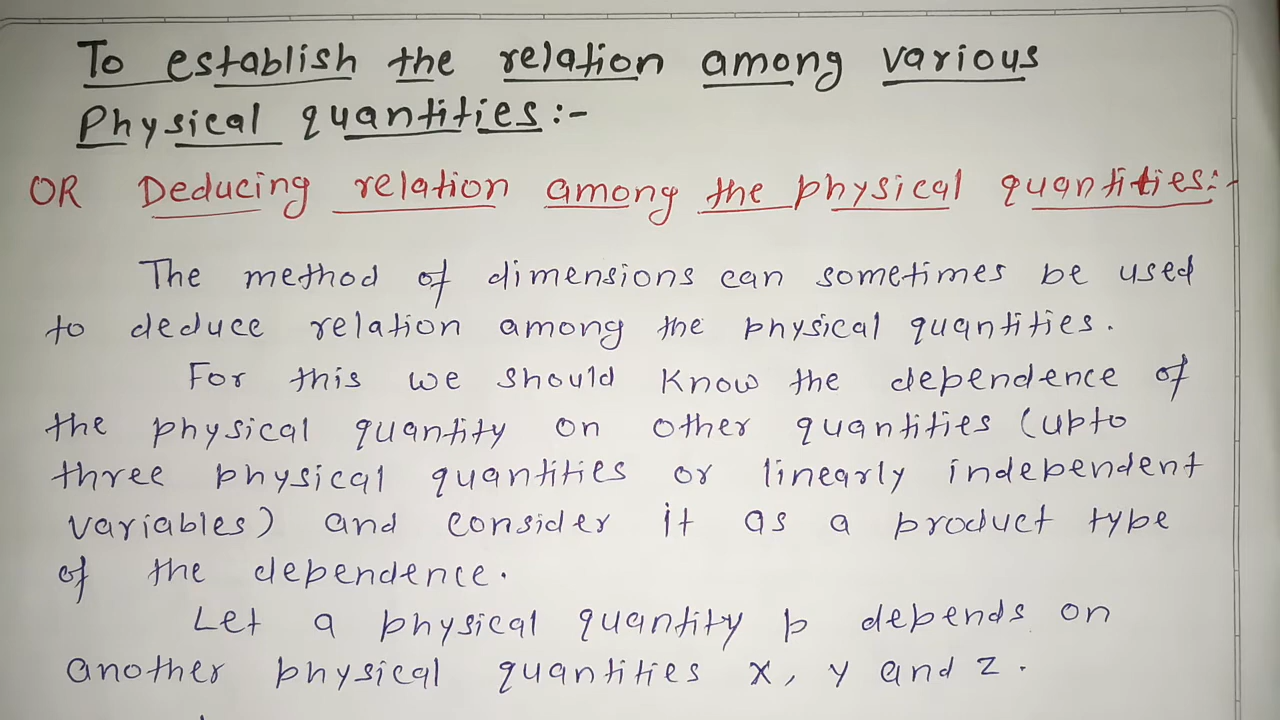 To establish the relation among various
Physical quantities:-
OR Deducing relation among the physical quantities:-
The method of dimensions can sometimes be used
to deduce relation among the physical quantities.
For this we should know the dependence of
the physical quantity on other quantities (upto
three physical quantities or linearly independent
variables) and consider it as a product type
of the dependence.
Let a physical quantity p depends on
another physical quantities x, y and z.